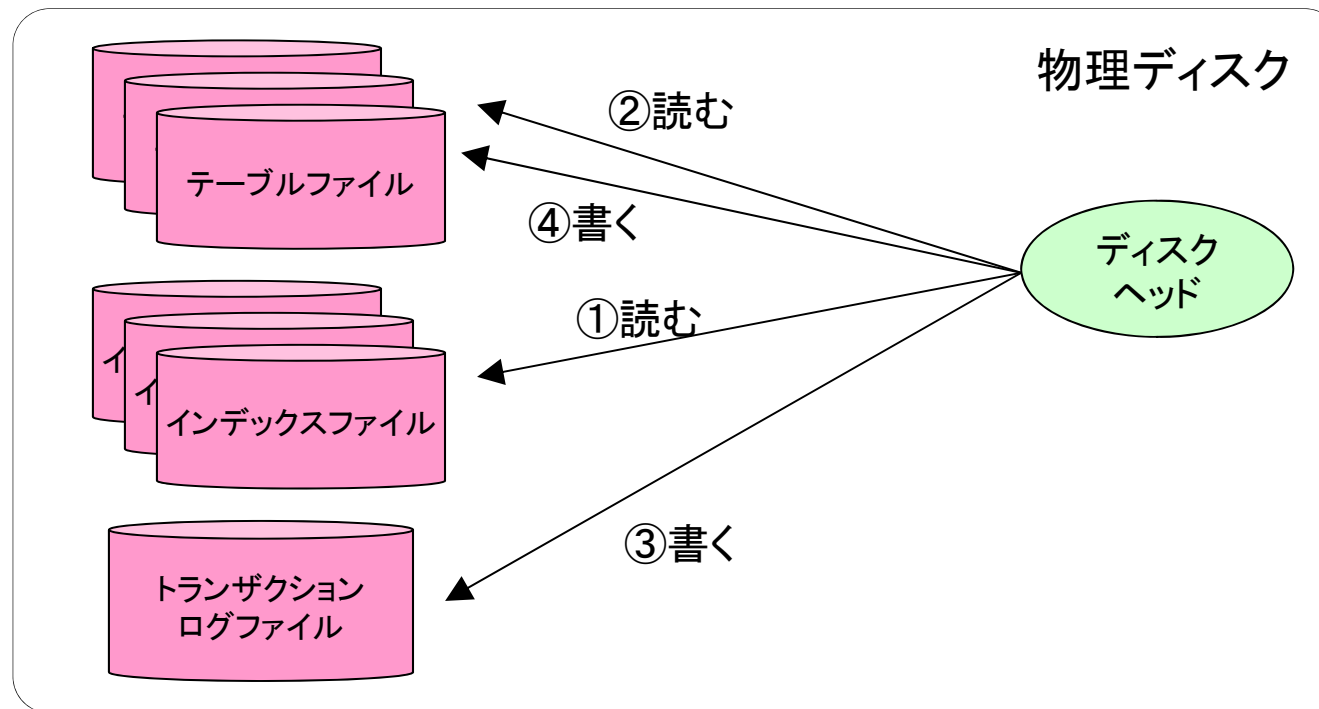 物理ディスク
②読む
テーブルファイル
④書く
ディスク
ヘッド
①読む
イ
イ
インデックスファイル
③書く
トランザクション
ログファイル